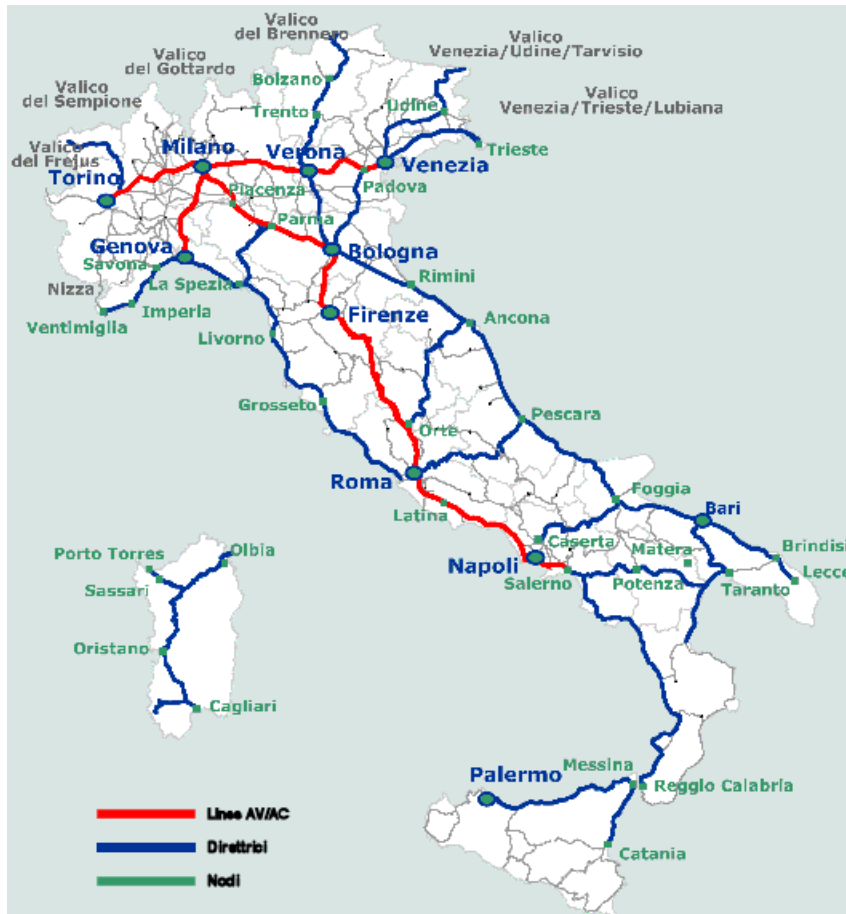 Valico
del Brennero
Valico
Venezia/Udine/Tarvisio
Valico
del Gottardo
Valico
del Sempione
Valico
Venezia/Trieste/Lubiana
Bolzano
Trento
Udine
Valico
del Frejus
Milano
Verona
Venezia
Trieste
Torino
Piacenza
Padova
Parma
Genova
Bologna
Savona
La Spezia
Rimini
Nizza
Imperia
Firenze
Ventimiglia
Livorno
Ancona
Grosseto
Orte
Pescara
Roma
Latina
Foggia
Bari
Caserta
Matera
Brindisi
Napoli
Salerno
Potenza
Taranto
Lecce
Porto Torres
Olbia
Sassari
Oristano
Cagliari
Palermo
Messina
Reggio Calabria
Catania
Linee AV/AC
Direttrici
Nodi